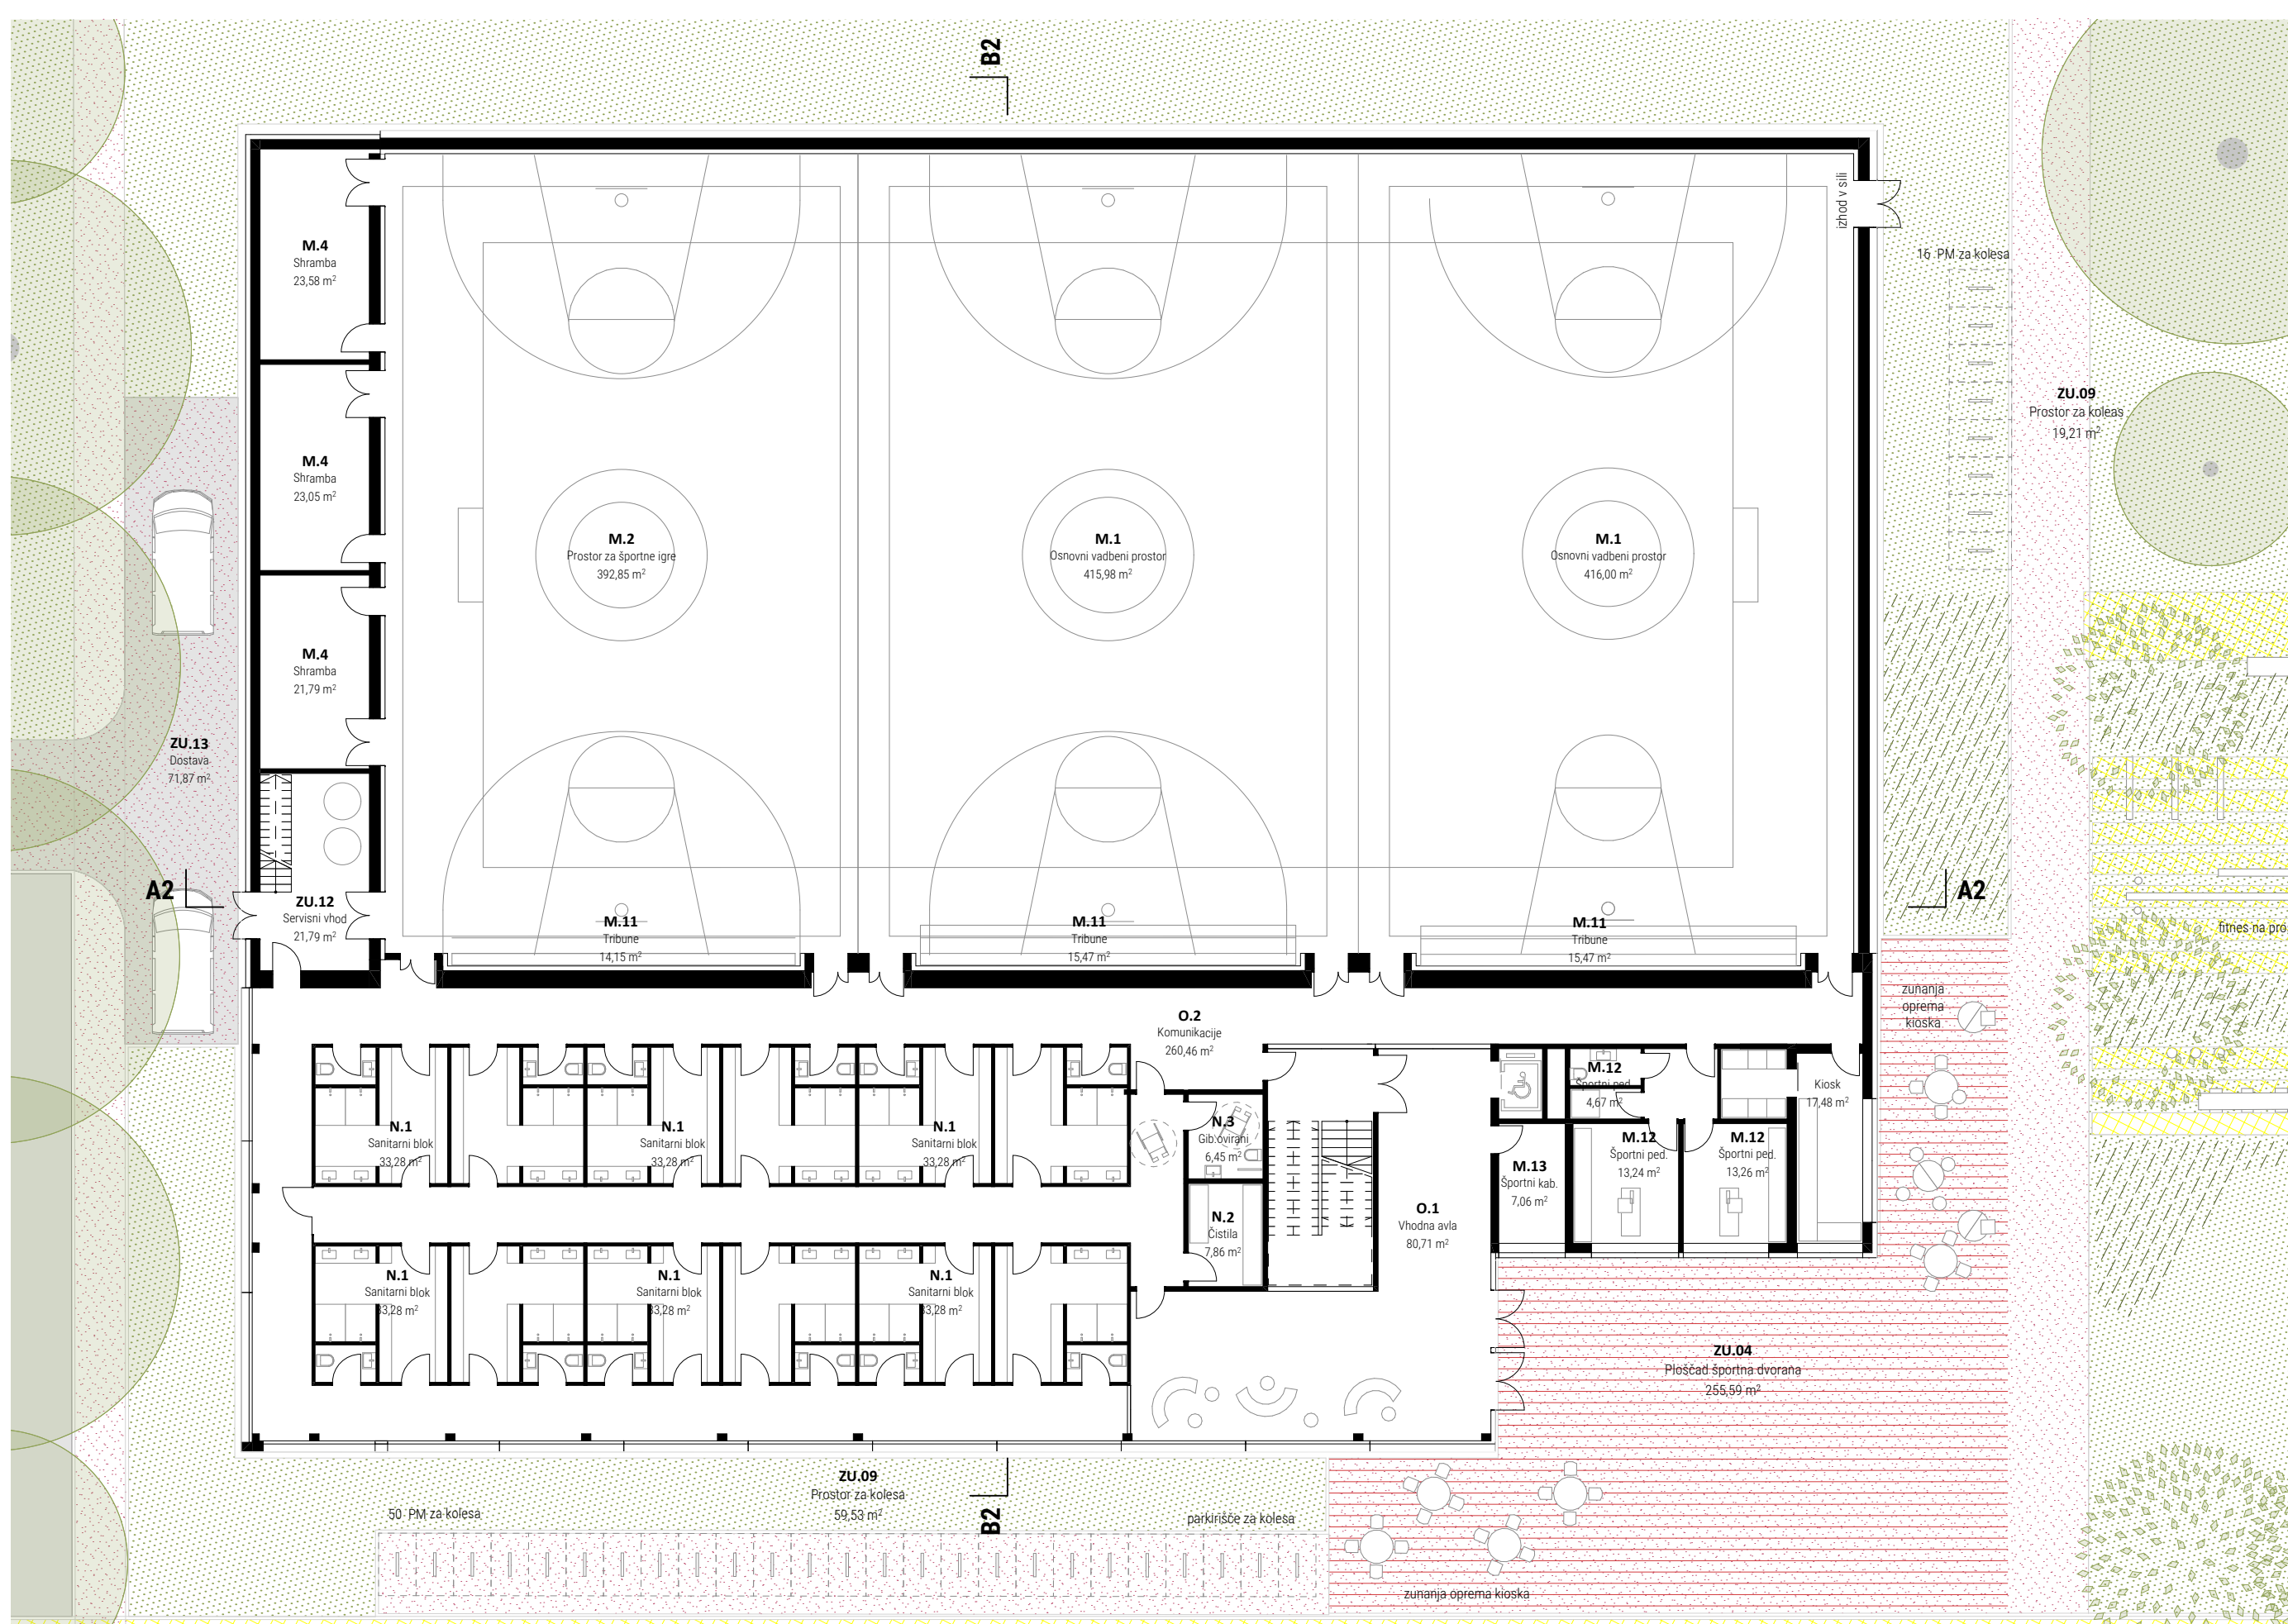 B2
izhod v sili
M.4
Shramba
23,58 m²
16 PM za kolesa
ZU.09
Prostor za koleas
19,21 m²
M.4
Shramba
23,05 m²
M.2
Prostor za športne igre
392,85 m²
M.1
Osnovni vadbeni prostor
415,98 m²
M.1
Osnovni vadbeni prostor
416,00 m²
M.4
Shramba
21,79 m²
ZU.13
Dostava
71,87 m²
A2
ZU.12
Servisni vhod
21,79 m²
M.11
Tribune
14,15 m²
M.11
Tribune
15,47 m²
M.11
Tribune
15,47 m²
A2
fitnes na pro
zunanja
oprema
kioska
O.2
Komunikacije
260,46 m²
M.12
Športni ped.
4,67 m²
Kiosk
17,48 m²
N.1
Sanitarni blok
33,28 m²
N.1
Sanitarni blok
33,28 m²
N.1
Sanitarni blok
33,28 m²
N.3
Gib.ovirani
6,45 m²
M.13
Športni kab.
7,06 m²
M.12
Športni ped.
13,24 m²
M.12
Športni ped.
13,26 m²
N.2
Čistila
7,86 m²
O.1
Vhodna avla
80,71 m²
N.1
Sanitarni blok
33,28 m²
N.1
Sanitarni blok
33,28 m²
N.1
Sanitarni blok
33,28 m²
ZU.04
Ploščad športna dvorana
255,59 m²
ZU.09
Prostor za kolesa
59,53 m²
50 PM za kolesa
B2
parkirišče za kolesa
zunanja oprema kioska